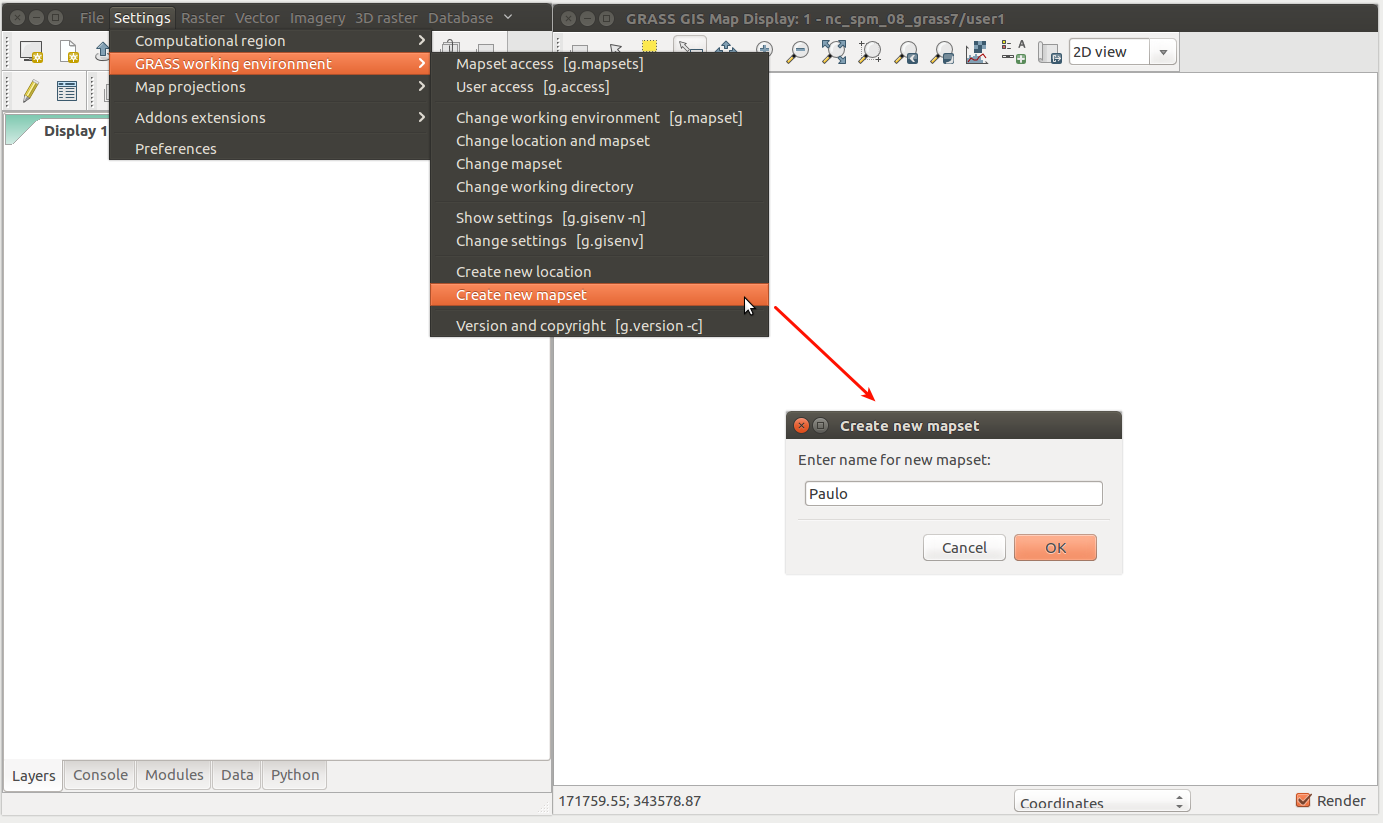 File Settings Raster Vector Imagery 3D raster Database
GRASS GIS Map Display: 1 - nc_spm_08_grass7/user1
Computational region
GRASS working environment
Map projections
Addons extensions
Preferences
Mapset access [g.mapsets]
User access [g.access]
Change working environment [g.mapset]
Change location and mapset
Change mapset
Change working directory
Show settings [g.gisenv -n]
Change settings [g.gisenv]
Create new location
Create new mapset
Version and copyright [g.version -c]
2D view
Display 1
Create new mapset
Enter name for new mapset:
Paulo
Cancel OK
Layers Console Modules Data Python
171759.55; 343578.87
Coordinates
Render